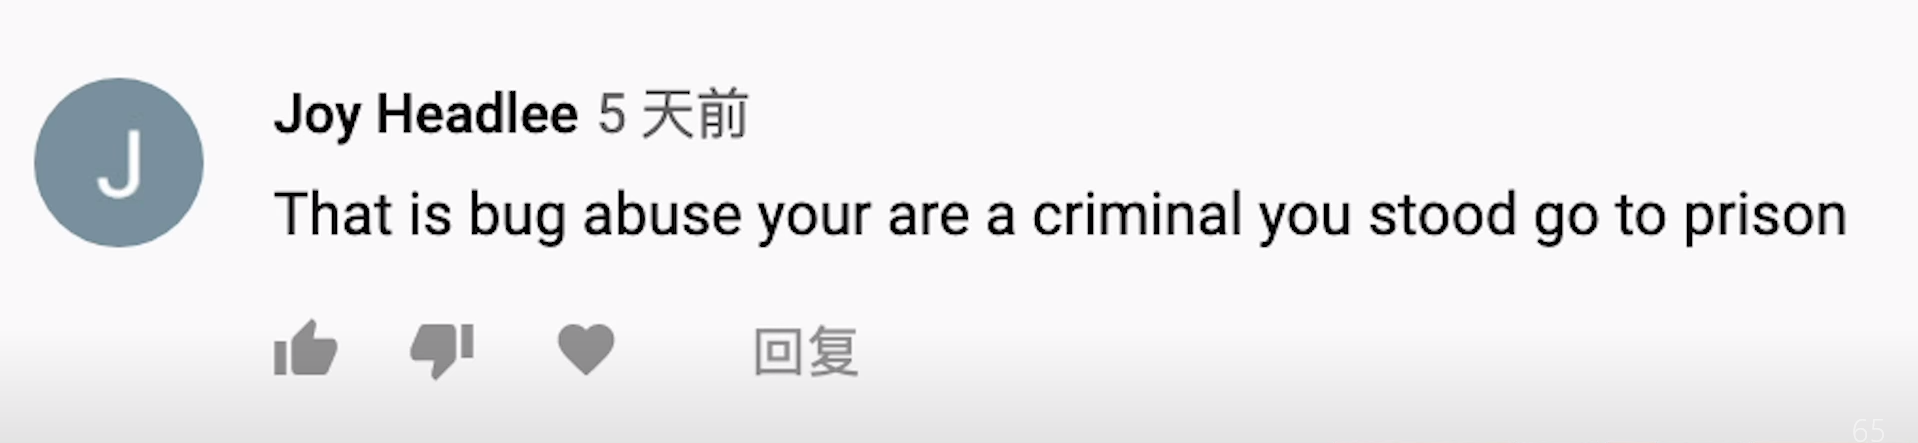 J
Joy Headlee 5 天前
That is bug abuse your are a criminal you stood go to prison
回复
65